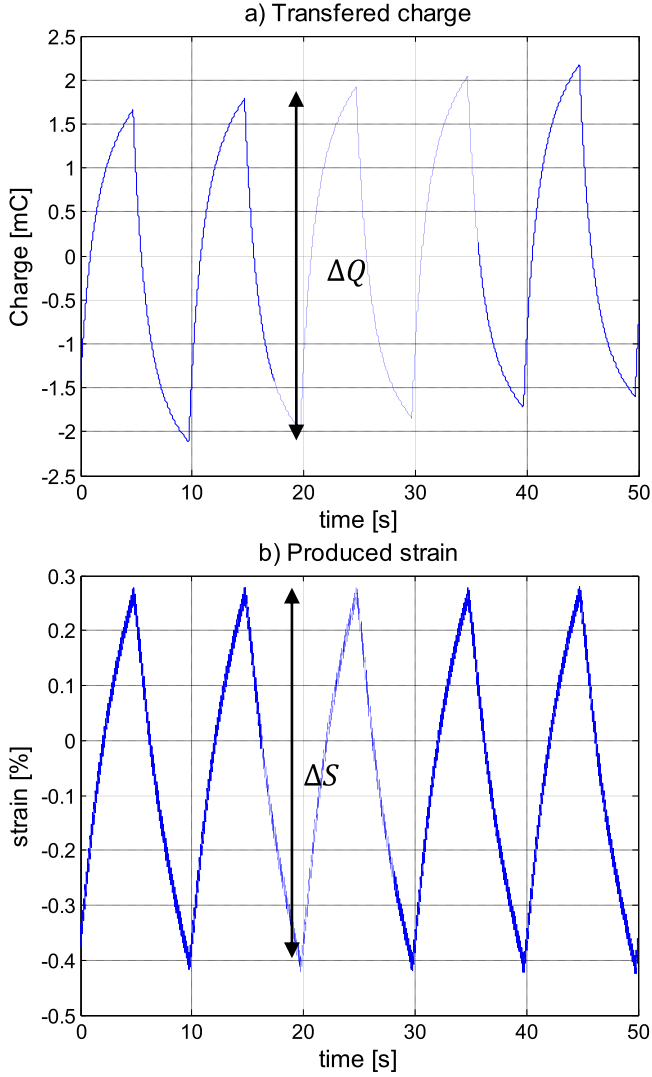 a) Transfered charge
2.5
2
1.5
1
0.5
0
-0.5
-1
-1.5
-2
-2.5
Charge [mC]
ΔQ
0 10 20 30 40 50
time [s]
b) Produced strain
0.3
0.2
0.1
0
-0.1
-0.2
-0.3
-0.4
-0.5
strain [%]
ΔS
0 10 20 30 40 50
time [s]